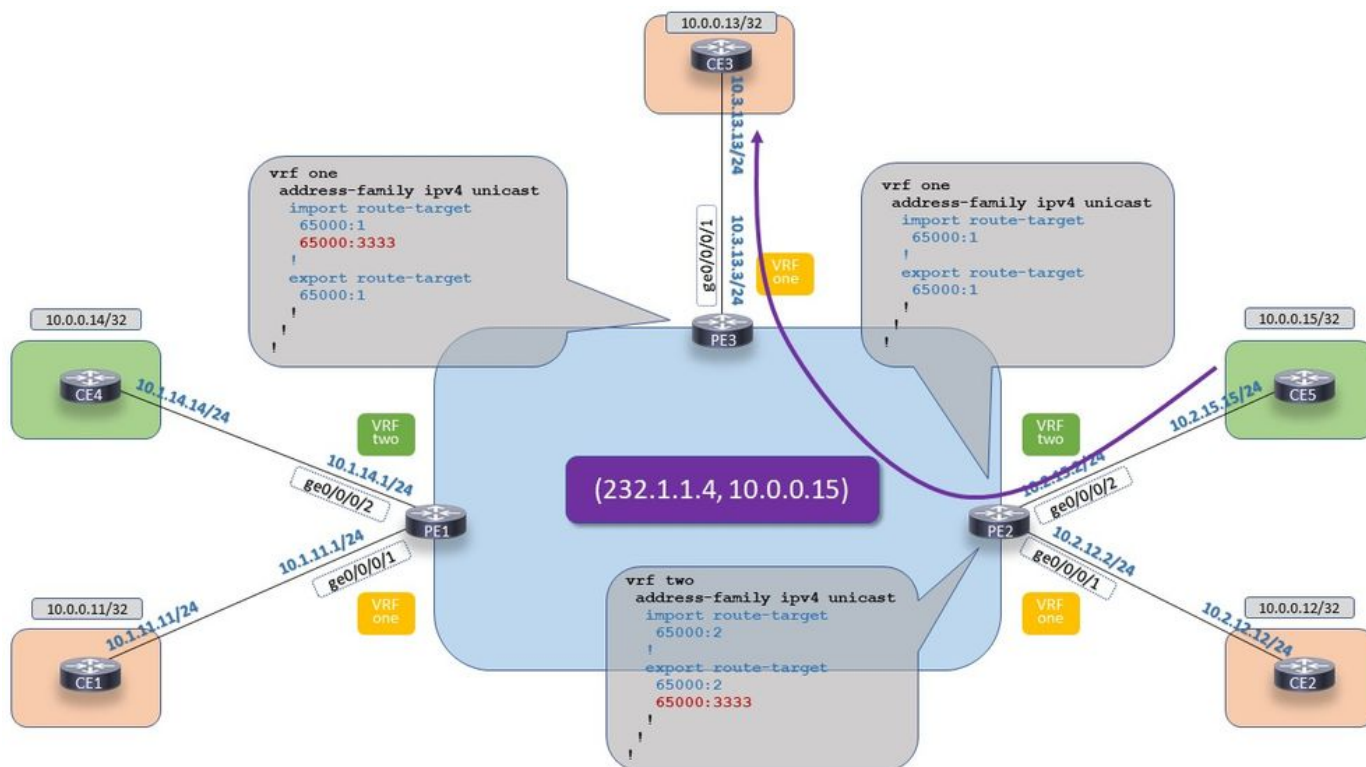 10.0.0.13/32
CE3
10.3.13.13/24
vrf one
address-family ipv4 unicast
import route-target
65000:1
65000:3333
!
export route-target
65000:1
!
!
!
ge0/0/0/1
10.3.13.3/24
VRF
one
PE3
vrf one
address-family ipv4 unicast
import route-target
65000:1
!
export route-target
65000:1
!
!
!
10.0.0.14/32
CE4
10.1.14.14/24
VRF
two
10.1.14.1/24
ge0/0/0/2
PE1
10.1.11.1/24
ge0/0/0/1
VRF
one
10.0.0.11/32
10.1.11.11/24
CE1
(232.1.1.4, 10.0.0.15)
10.0.0.15/32
CE5
10.2.15.15/24
VRF
two
10.2.15.2/24
ge0/0/0/2
PE2
10.2.12.2/24
ge0/0/0/1
VRF
one
10.0.0.12/32
10.2.12.12/24
CE2
vrf two
address-family ipv4 unicast
import route-target
65000:2
!
export route-target
65000:2
65000:3333
!
!
!